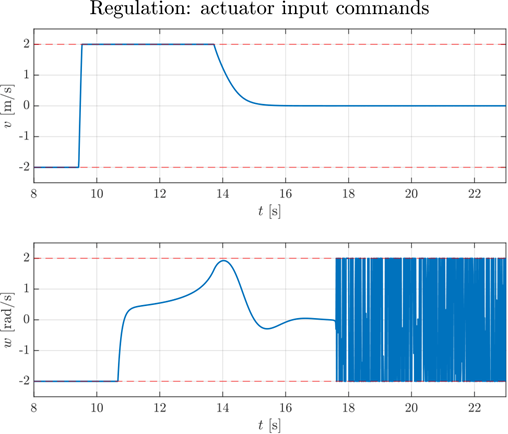 Regulation: actuator input commands
2
1
0
-1
-2
v [m/s]
8 10 12 14 16 18 20 22
t [s]
2
1
0
-1
-2
w [rad/s]
8 10 12 14 16 18 20 22
t [s]